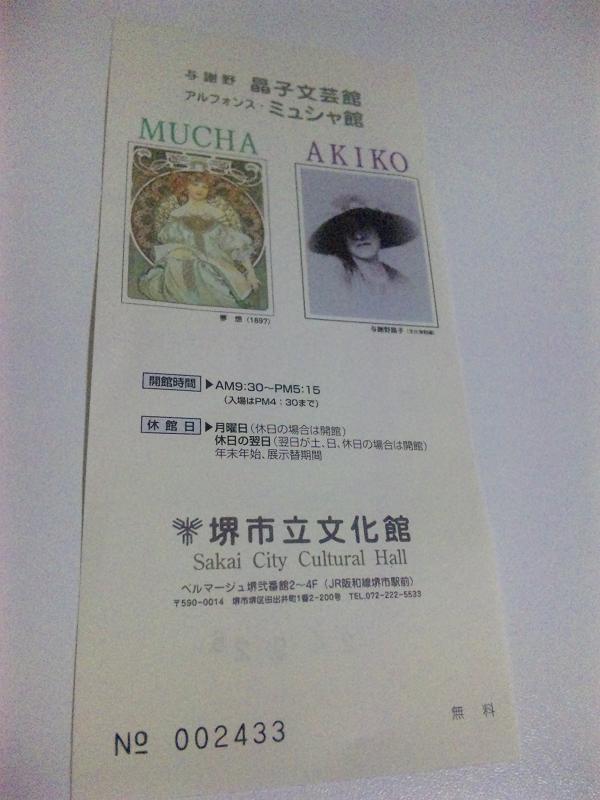 与謝野 晶子文芸館
アルフォンス・ミュシャ館
MUCHA
AKIKO
夢 想 (1897)
与謝野晶子
開館時間 ▶AM9:30～PM5:15
(入場はPM4:30まで)
休館日 ▶月曜日(休日の場合は開館)
休日の翌日(翌日が土、日、休日の場合は開館)
年末年始、展示替期間
堺市立文化館
Sakai City Cultural Hall
ベルマージュ堺弐番館2～4F (JR阪和線堺市駅前)
〒590-0014 堺市堺区田出井町1番2-200号 TEL.072-222-5533
無 料
№ 002433